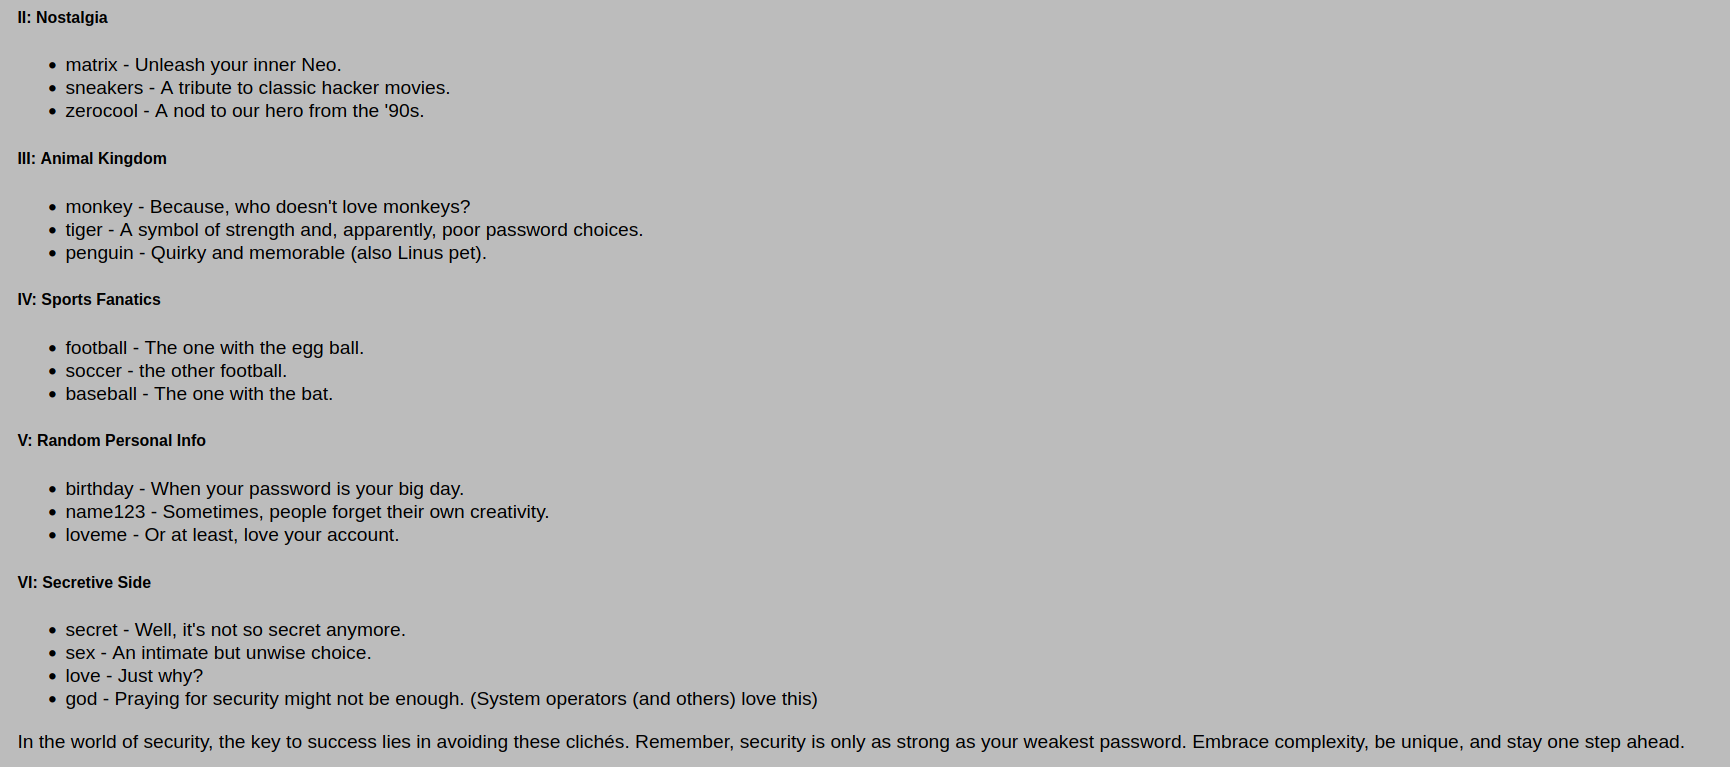 II: Nostalgia
• matrix - Unleash your inner Neo.
• sneakers - A tribute to classic hacker movies.
• zerocool - A nod to our hero from the '90s.
III: Animal Kingdom
• monkey - Because, who doesn't love monkeys?
• tiger - A symbol of strength and, apparently, poor password choices.
• penguin - Quirky and memorable (also Linus pet).
IV: Sports Fanatics
• football - The one with the egg ball.
• soccer - the other football.
• baseball - The one with the bat.
V: Random Personal Info
• birthday - When your password is your big day.
• name123 - Sometimes, people forget their own creativity.
• loveme - Or at least, love your account.
VI: Secretive Side
• secret - Well, it's not so secret anymore.
• sex - An intimate but unwise choice.
• love - Just why?
• god - Praying for security might not be enough. (System operators (and others) love this)
In the world of security, the key to success lies in avoiding these clichés. Remember, security is only as strong as your weakest password. Embrace complexity, be unique, and stay one step ahead.